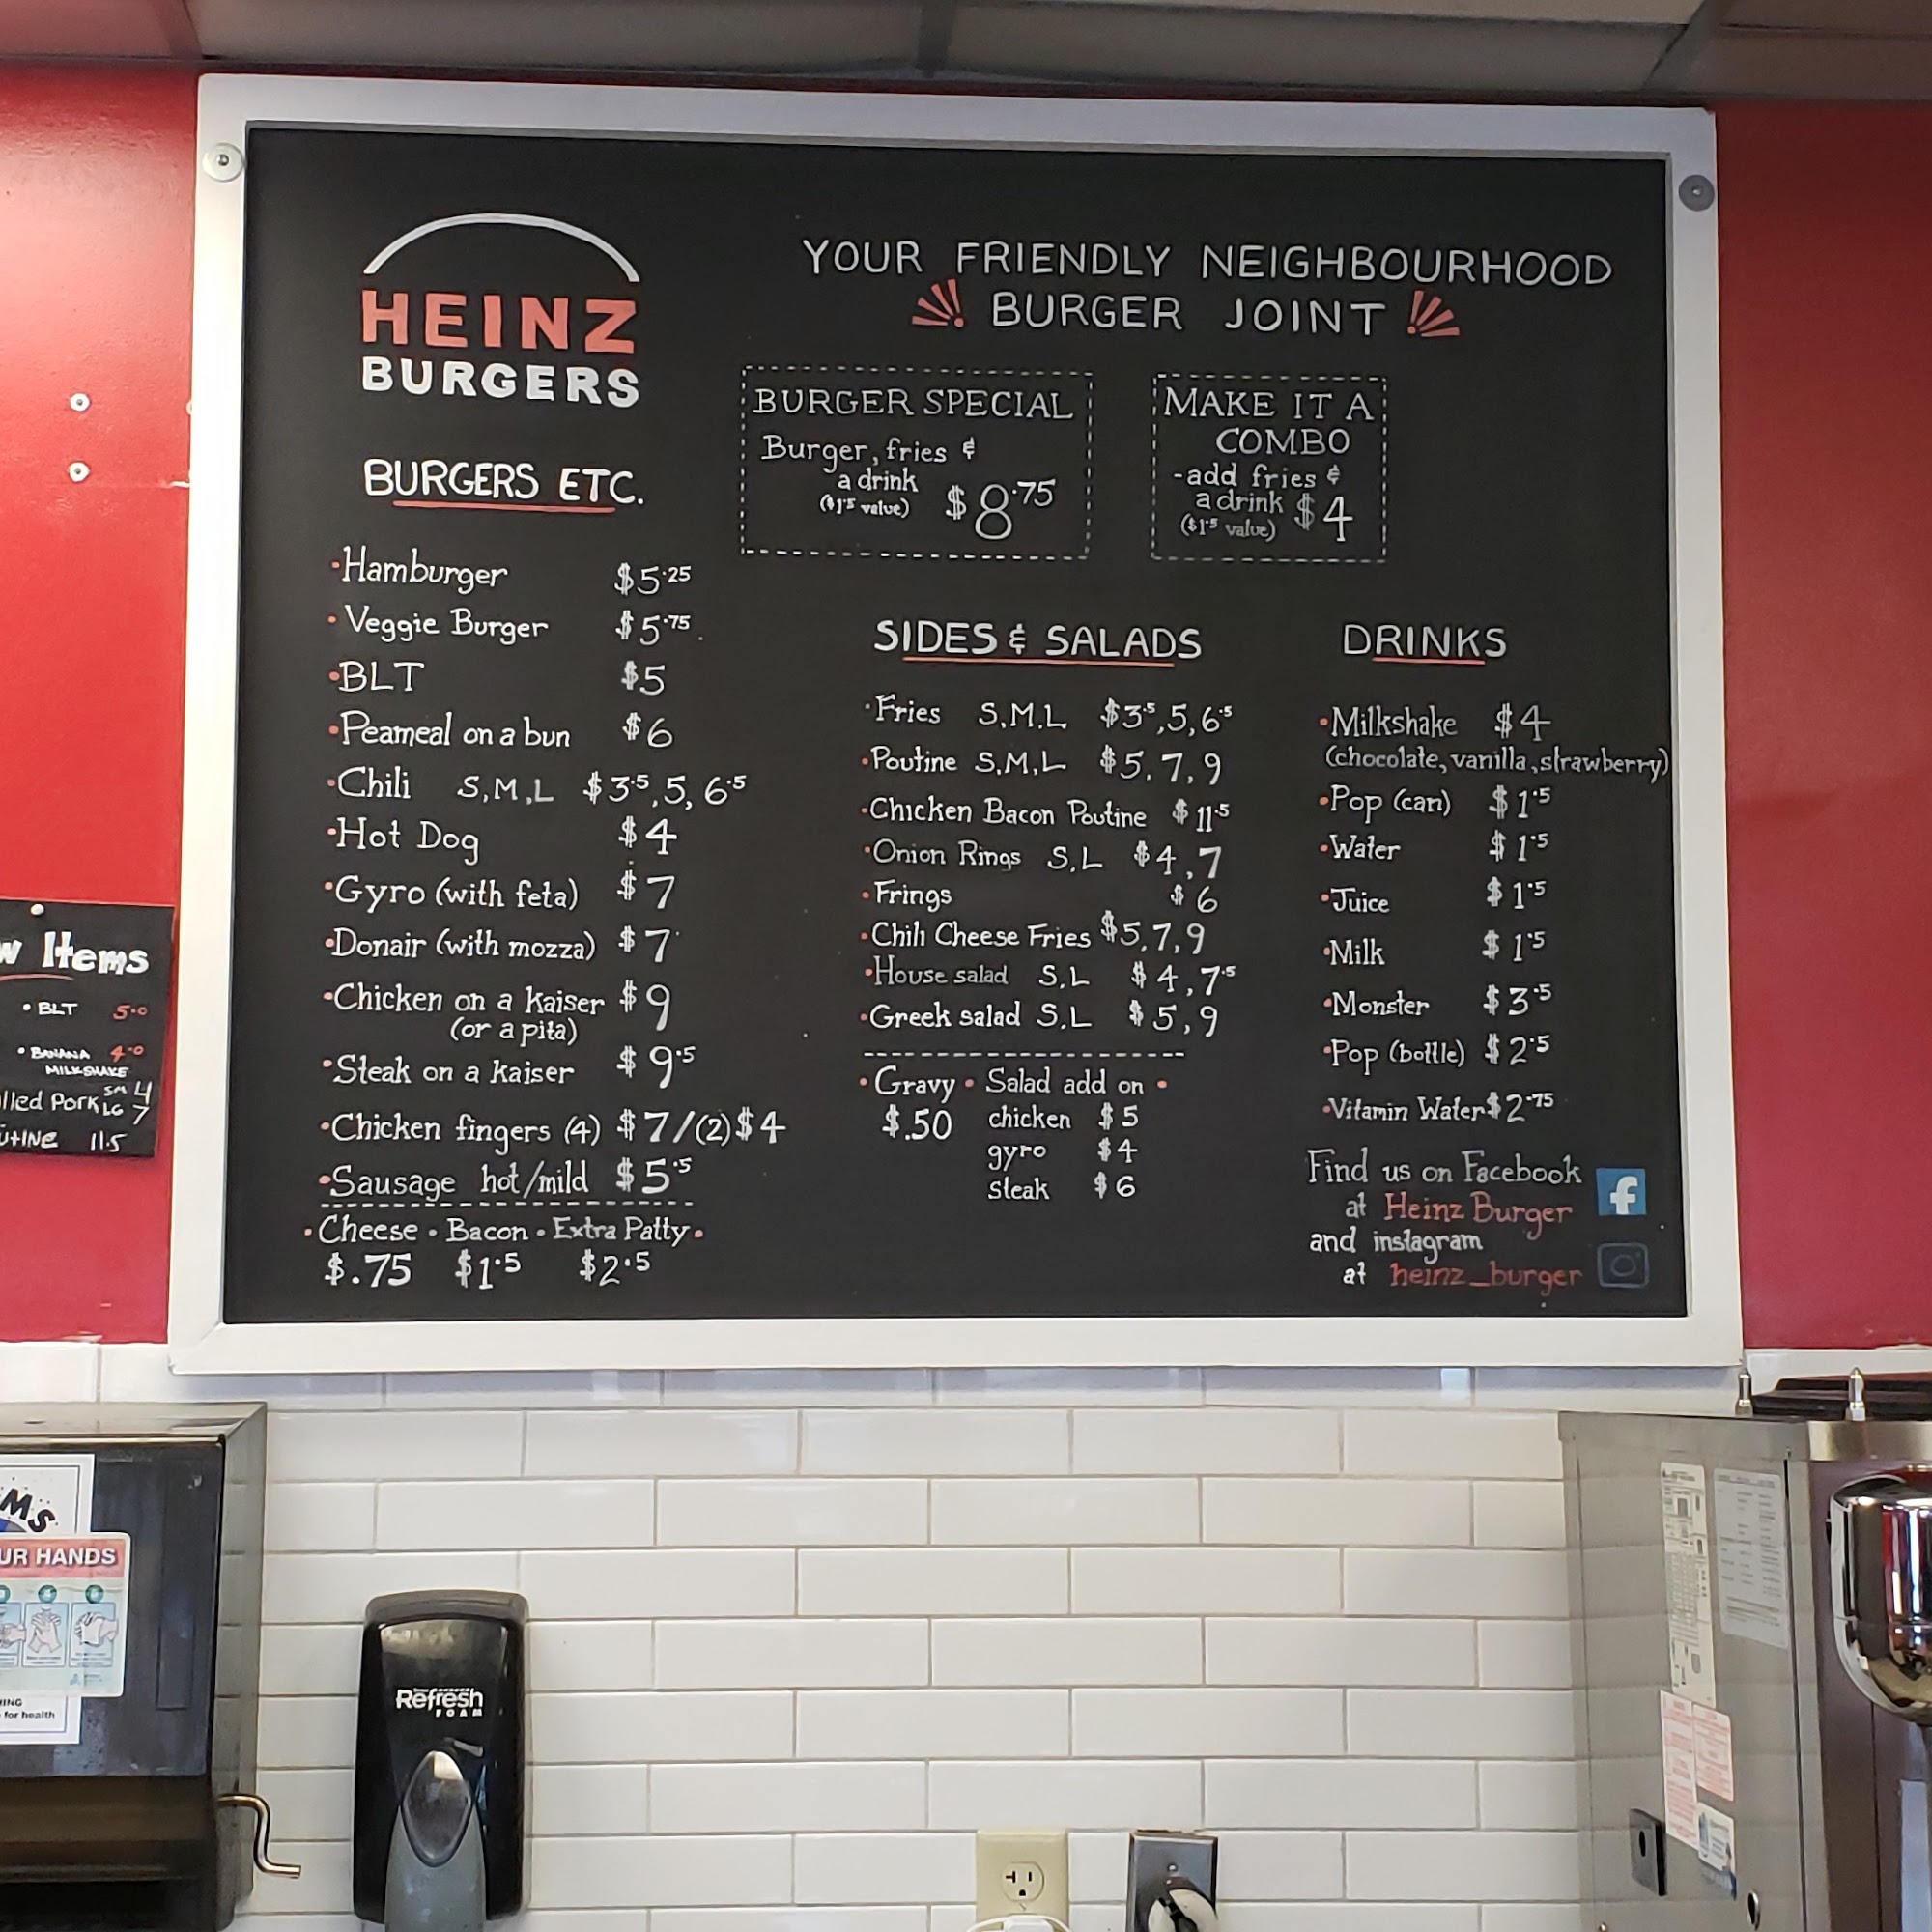 HEINZ
BURGERS
YOUR FRIENDLY NEIGHBOURHOOD
BURGER JOINT
BURGER SPECIAL
Burger, fries &
a drink
($1.5 value) $8.75
MAKE IT A
COMBO
-add fries &
a drink $4
($1.5 value)
BURGERS ETC.
•Hamburger $5.25
•Veggie Burger $5.75
•BLT $5
•Peameal on a bun $6
•Chili S,M,L $3.5, 5, 6.5
•Hot Dog $4
•Gyro (with feta) $7
•Donair (with mozza) $7
•Chicken on a kaiser $9
(or a pita)
•Steak on a kaiser $9.5
•Chicken fingers (4) $7/(2)$4
•Sausage hot/mild $5.5
•Cheese • Bacon • Extra Patty•
$.75 $1.5 $2.5
SIDES & SALADS
•Fries S,M,L $3.5, 5, 6.5
•Poutine S,M,L $5,7,9
•Chicken Bacon Poutine $11.5
•Onion Rings S,L $4,7
•Frings $6
•Chili Cheese Fries $5,7,9
•House salad S,L $4,7.5
•Greek salad S,L $5,9
•Gravy • Salad add on •
$.50 chicken $5
gyro $4
steak $6
DRINKS
•Milkshake $4
(chocolate, vanilla, strawberry)
•Pop (can) $1.5
•Water $1.5
•Juice $1.5
•Milk $1.5
•Monster $3.5
•Pop (bottle) $2.5
•Vitamin Water $2.75
Find us on Facebook
at Heinz Burger
and instagram
at heinz_burger
f
w Items
• BLT 5.0
• BANANA 4.0
MILKSHAKE
lled Pork SM 4
LG 7
UTINE 11.5
MS
UR HANDS
for health
Refresh
FOAM